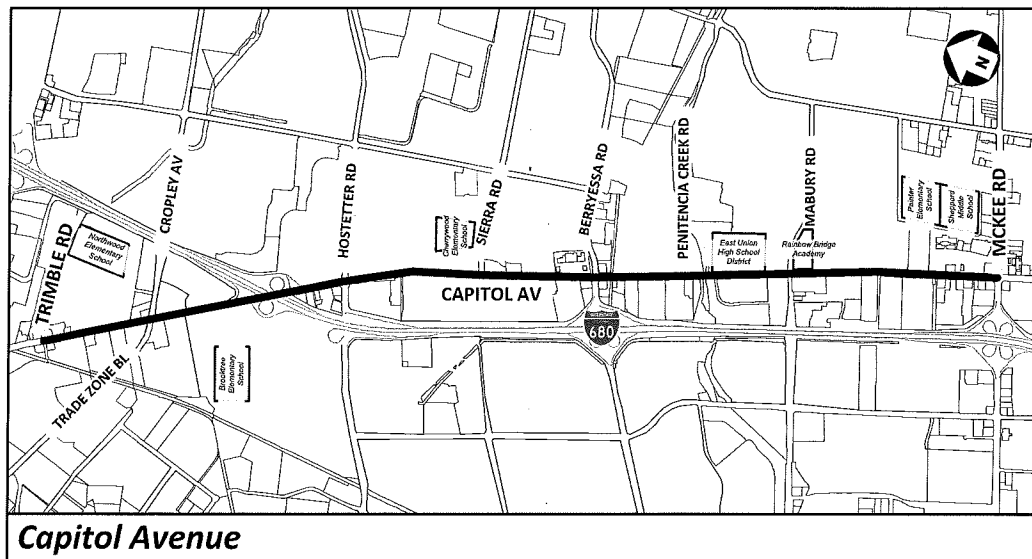 N
TRIMBLE RD
Northwood
Elementary
School
CROPLEY AV
TRADE ZONE BL
Brooktree
Elementary
School
HOSTETTER RD
Cherrywood
Elementary
School
SIERRA RD
CAPITOL AV
BERRYESSA RD
680
PENITENCIA CREEK RD
East Union
High School
District
MABURY RD
Rainbow Bridge
Academy
Painter
Elementary
School
Sheppard
Middle
School
MCKEE RD
Capitol Avenue